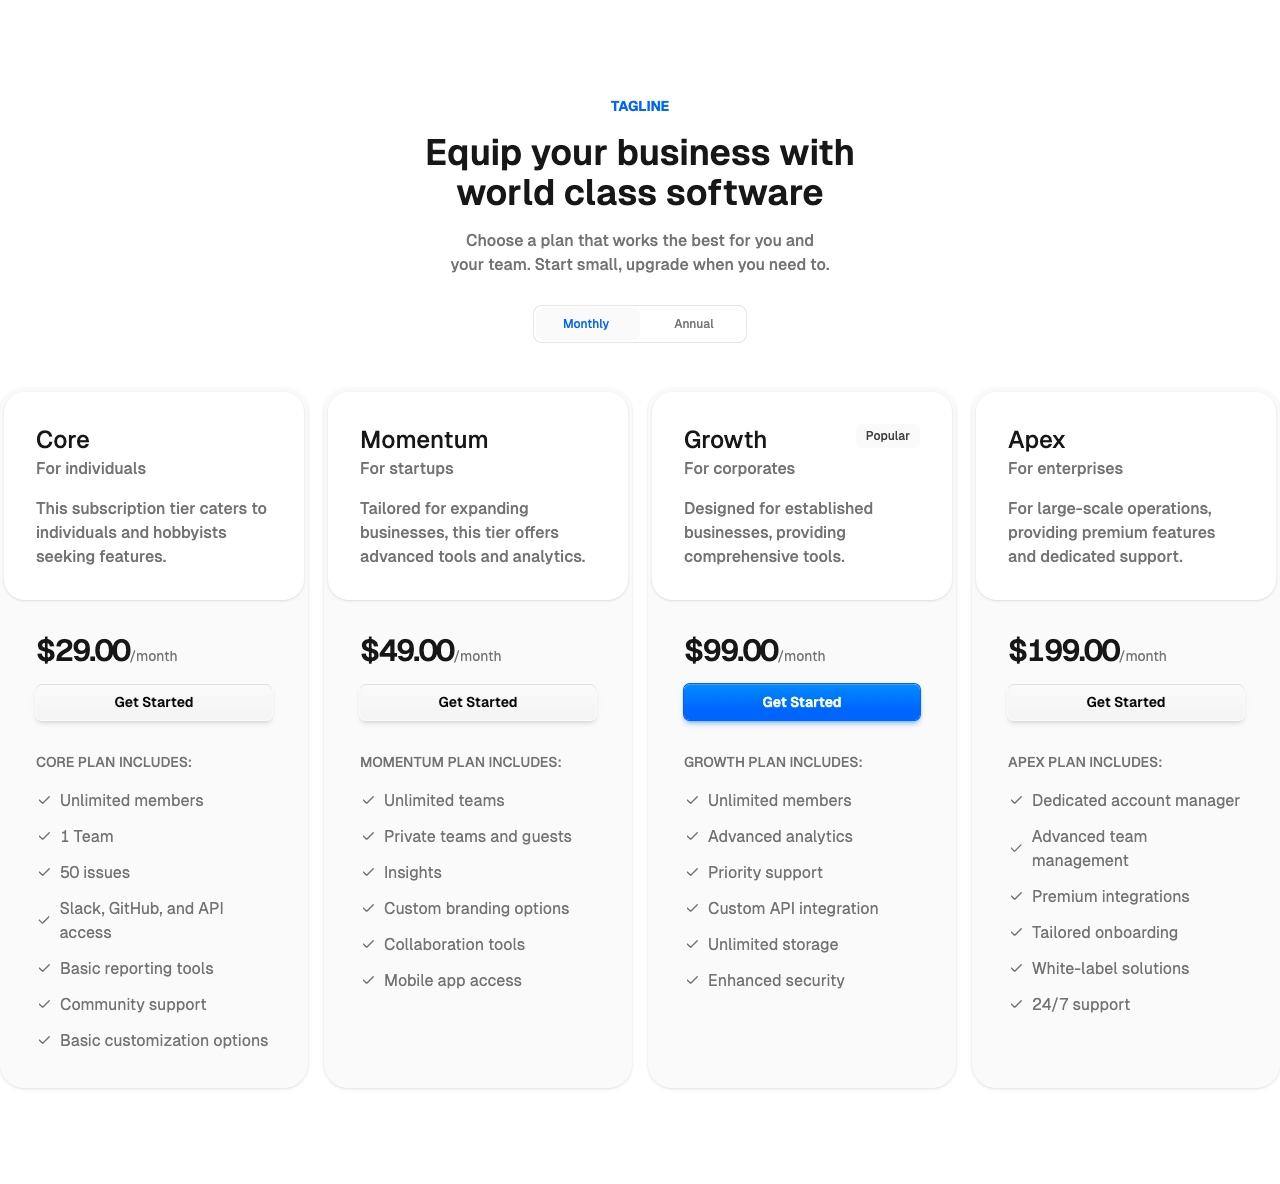 TAGLINE
Equip your business with
world class software
Choose a plan that works the best for you and
your team. Start small, upgrade when you need to.
Monthly
Annual
Core
For individuals
This subscription tier caters to
individuals and hobbyists
seeking features.
$29.00/month
Get Started
CORE PLAN INCLUDES:
Unlimited members
1 Team
50 issues
Slack, GitHub, and API
access
Basic reporting tools
Community support
Basic customization options
Momentum
For startups
Tailored for expanding
businesses, this tier offers
advanced tools and analytics.
$49.00/month
Get Started
MOMENTUM PLAN INCLUDES:
Unlimited teams
Private teams and guests
Insights
Custom branding options
Collaboration tools
Mobile app access
Growth
Popular
For corporates
Designed for established
businesses, providing
comprehensive tools.
$99.00/month
Get Started
GROWTH PLAN INCLUDES:
Unlimited members
Advanced analytics
Priority support
Custom API integration
Unlimited storage
Enhanced security
Apex
For enterprises
For large-scale operations,
providing premium features
and dedicated support.
$199.00/month
Get Started
APEX PLAN INCLUDES:
Dedicated account manager
Advanced team
management
Premium integrations
Tailored onboarding
White-label solutions
24/7 support